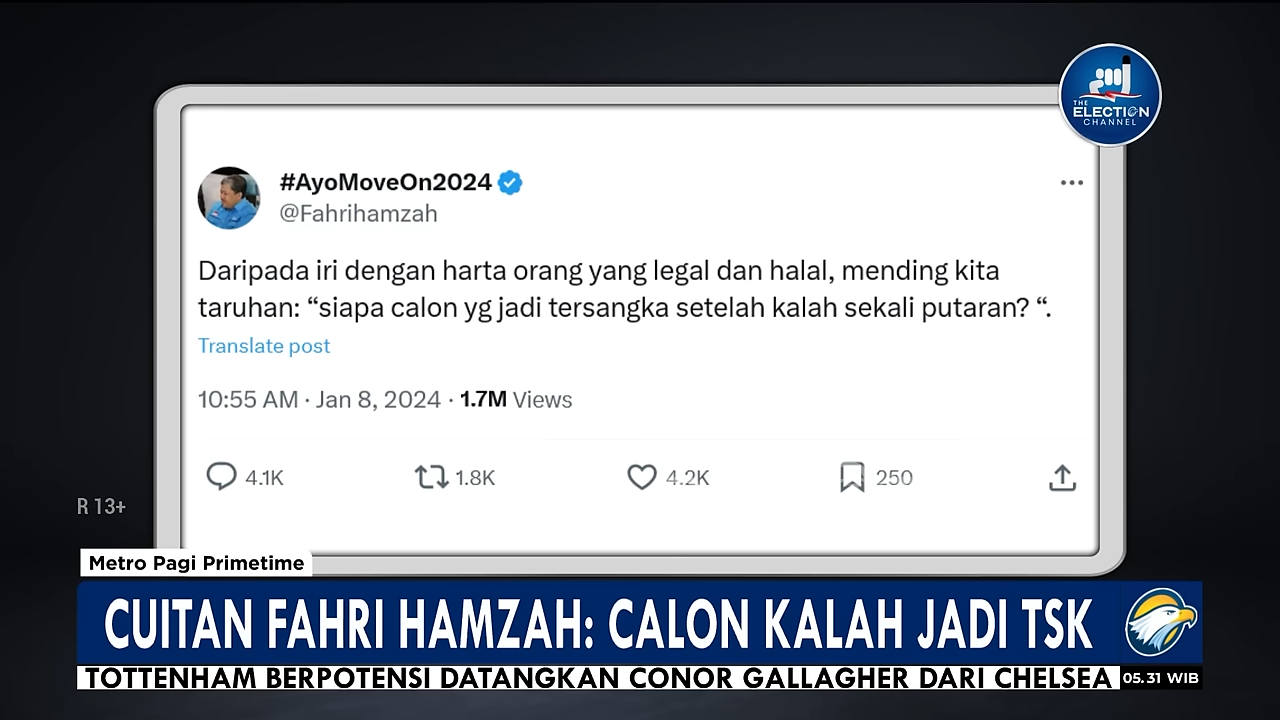 THE
ELECTION
CHANNEL
#AyoMoveOn2024
@Fahrihamzah
Daripada iri dengan harta orang yang legal dan halal, mending kita
taruhan: “siapa calon yg jadi tersangka setelah kalah sekali putaran? “.
Translate post
10:55 AM · Jan 8, 2024 · 1.7M Views
4.1K 1.8K 4.2K 250
R 13+
Metro Pagi Primetime
CUITAN FAHRI HAMZAH: CALON KALAH JADI TSK
TOTTENHAM BERPOTENSI DATANGKAN CONOR GALLAGHER DARI CHELSEA 05.31 WIB